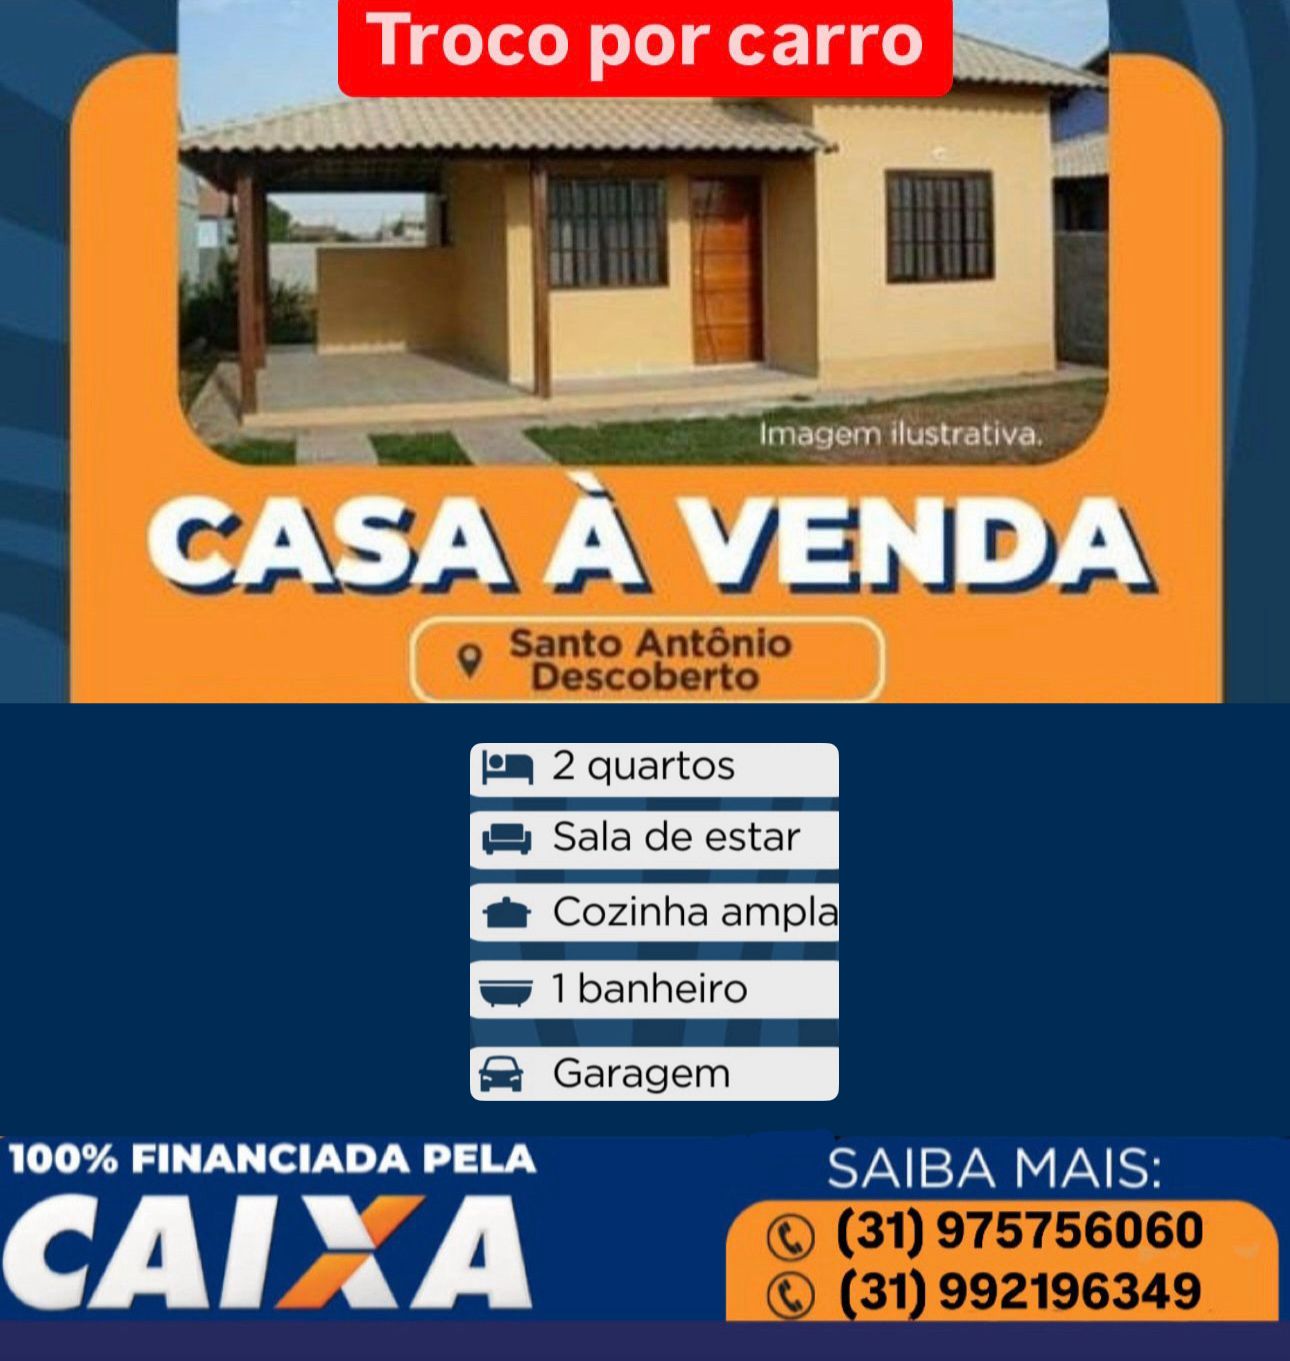 Troco por carro
Imagem ilustrativa.
CASA À VENDA
Santo Antônio
Descoberto
2 quartos
Sala de estar
Cozinha ampla
1 banheiro
Garagem
100% FINANCIADA PELA
CAIXA
SAIBA MAIS:
(31) 975756060
(31) 992196349